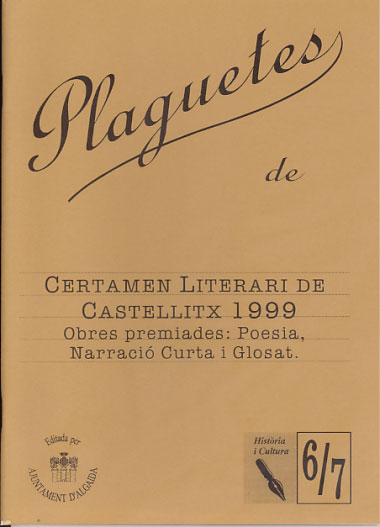 Plaguetes
de
CERTAMEN LITERARI DE
CASTELLITX 1999
Obres premiades: Poesia,
Narració Curta i Glosat.
Editada per
AJUNTAMENT D'ALGAIDA
Història
i Cultura
6/7